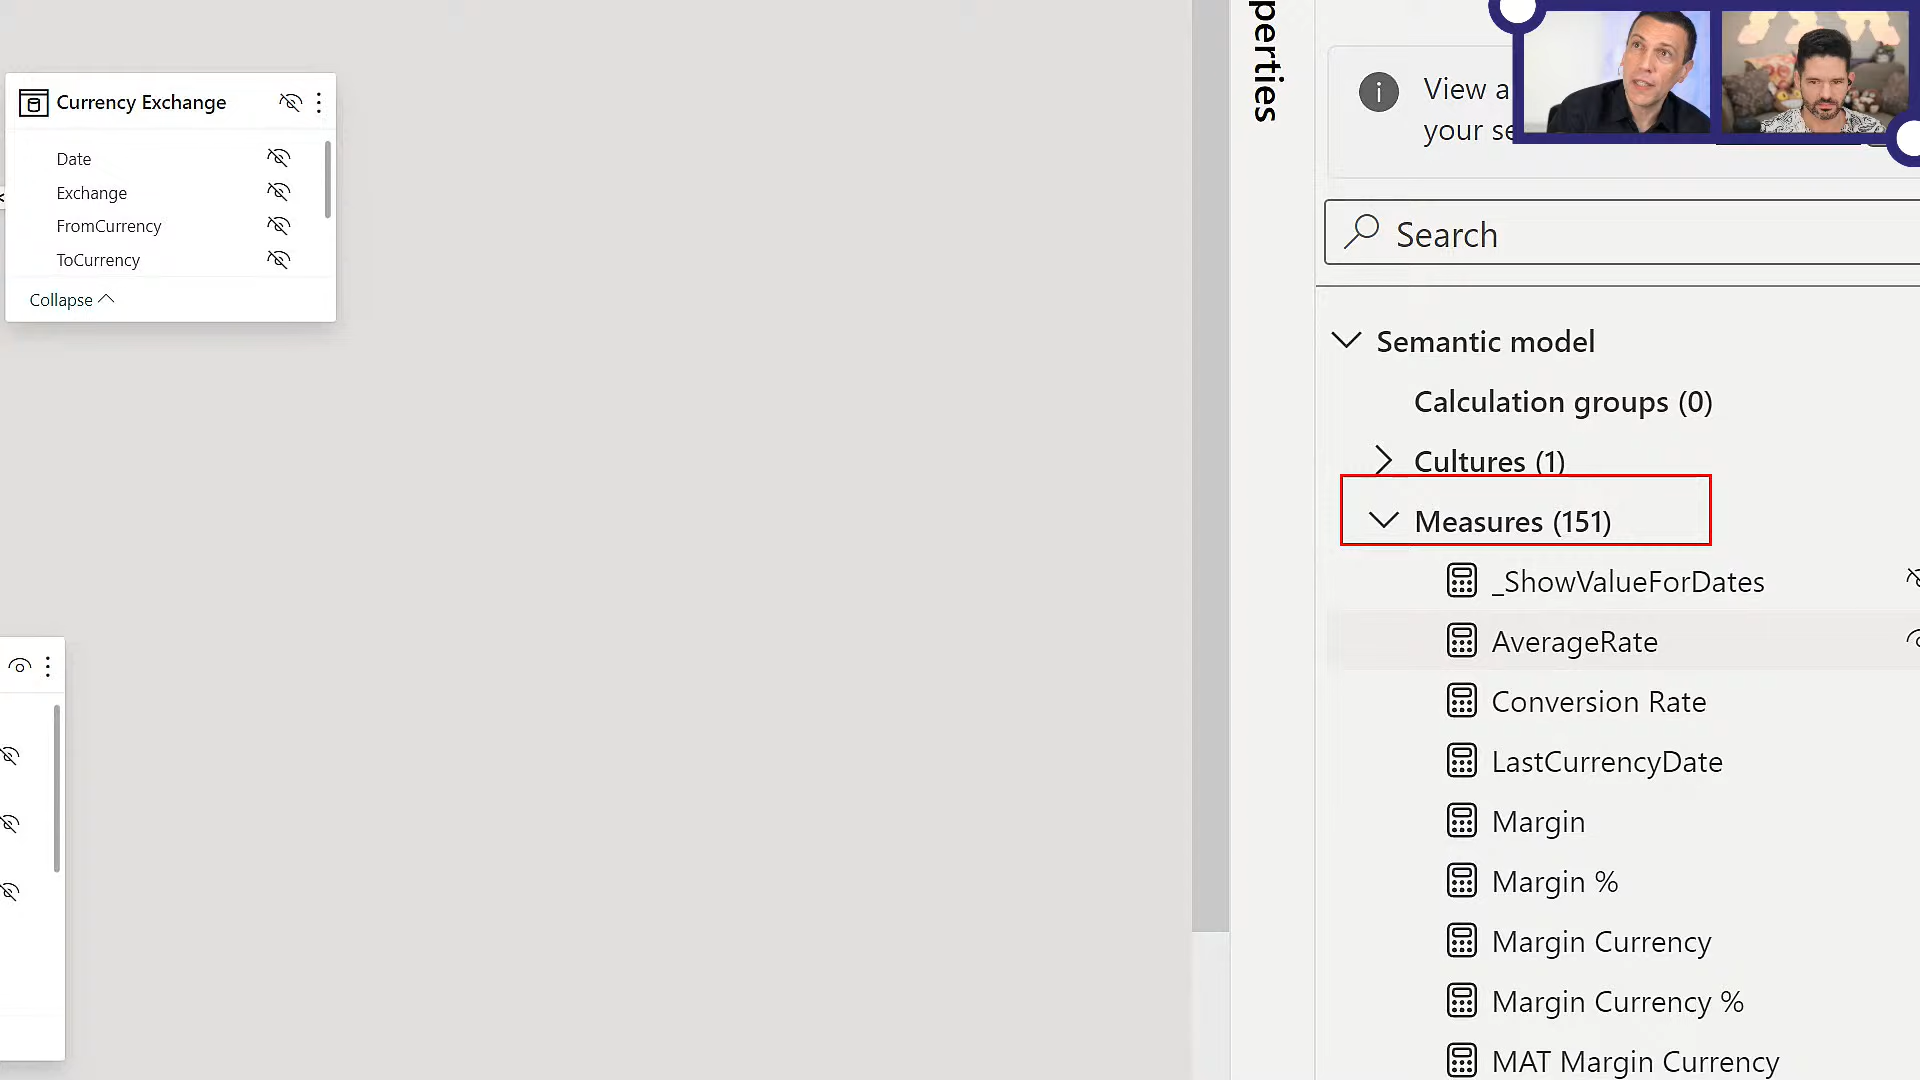 Currency Exchange
Date
Exchange
FromCurrency
ToCurrency
Collapse
perties
View a
your se
Search
Semantic model
Calculation groups (0)
Cultures (1)
Measures (151)
_ShowValueForDates
AverageRate
Conversion Rate
LastCurrencyDate
Margin
Margin %
Margin Currency
Margin Currency %
MAT Margin Currency